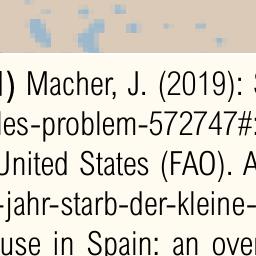 ) Macher, J. (2019):
les-problem-572747#
United States (FAO). A
-jahr-starb-der-kleine-
use in Spain: an over